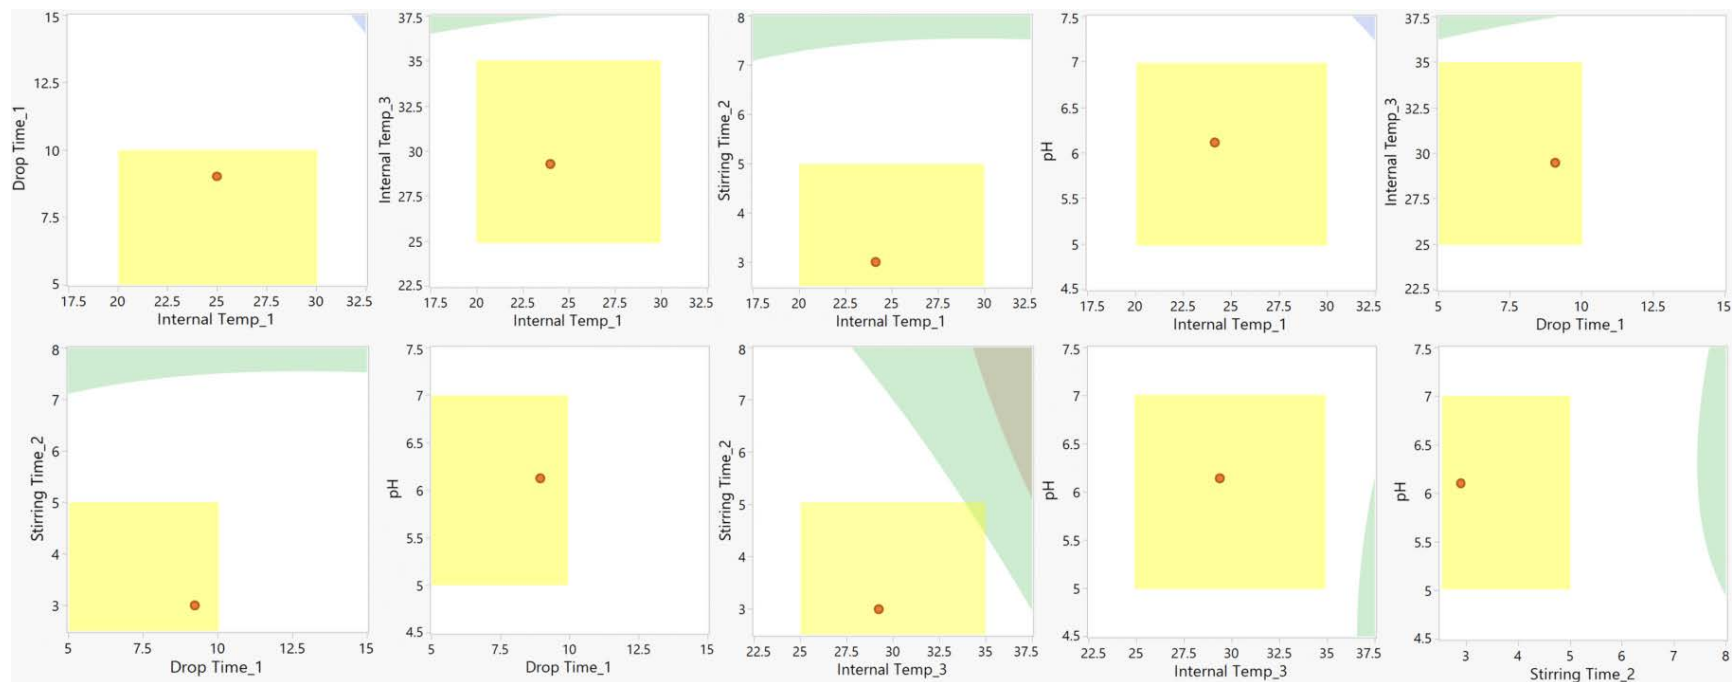 Drop Time_1
15
12.5
10
7.5
5
17.5 20 22.5 25 27.5 30 32.5
Internal Temp_1
Internal Temp_3
37.5
35
32.5
30
27.5
25
22.5
17.5 20 22.5 25 27.5 30 32.5
Internal Temp_1
Stirring Time_2
8
7
6
5
4
3
17.5 20 22.5 25 27.5 30 32.5
Internal Temp_1
pH
7.5
7
6.5
6
5.5
5
4.5
17.5 20 22.5 25 27.5 30 32.5
Internal Temp_1
Internal Temp_3
37.5
35
32.5
30
27.5
25
22.5
5 7.5 10 12.5 15
Drop Time_1
Stirring Time_2
8
7
6
5
4
3
5 7.5 10 12.5 15
Drop Time_1
pH
7.5
7
6.5
6
5.5
5
4.5
5 7.5 10 12.5 15
Drop Time_1
Stirring Time_2
8
7
6
5
4
3
22.5 25 27.5 30 32.5 35 37.5
Internal Temp_3
pH
7.5
7
6.5
6
5.5
5
4.5
22.5 25 27.5 30 32.5 35 37.5
Internal Temp_3
pH
7.5
7
6.5
6
5.5
5
4.5
3 4 5 6 7 8
Stirring Time_2